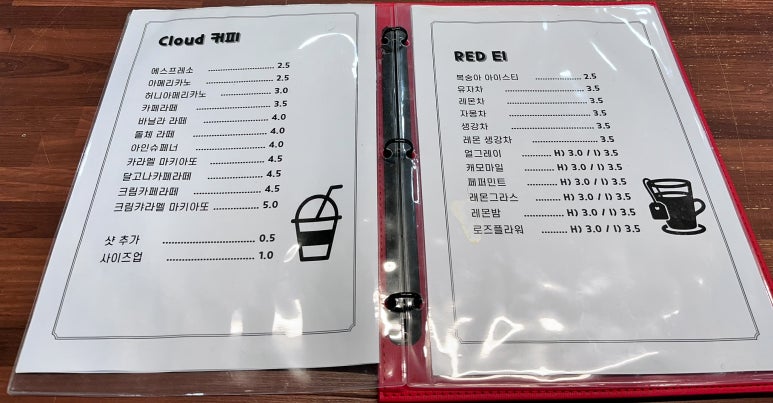 Cloud 커피
에스프레소 ........................ 2.5
아메리카노 ........................ 2.5
허니아메리카노 ........................ 3.0
카페라떼 ........................ 3.5
바닐라 라떼 ........................ 4.0
돌체 라떼 ........................ 4.0
아인슈페너 ........................ 4.0
카라멜 마키아또 ........................ 4.5
달고나카페라떼 ........................ 4.5
크림카페라떼 ........................ 4.5
크림카라멜 마키아또 ........................ 5.0
샷 추가 ........................ 0.5
사이즈업 ........................ 1.0
RED 티
복숭아 아이스티 ........................ 2.5
유자차 ........................ 3.5
레몬차 ........................ 3.5
자몽차 ........................ 3.5
생강차 ........................ 3.5
레몬 생강차 ........................ 3.5
얼그레이 .......... H) 3.0 / I) 3.5
캐모마일 .......... H) 3.0 / I) 3.5
페퍼민트 .......... H) 3.0 / I) 3.5
레몬그라스 ........ H) 3.0 / I) 3.5
레몬밤 .......... H) 3.0 / I) 3.5
로즈플라워 ........ H) 3.0 / I) 3.5